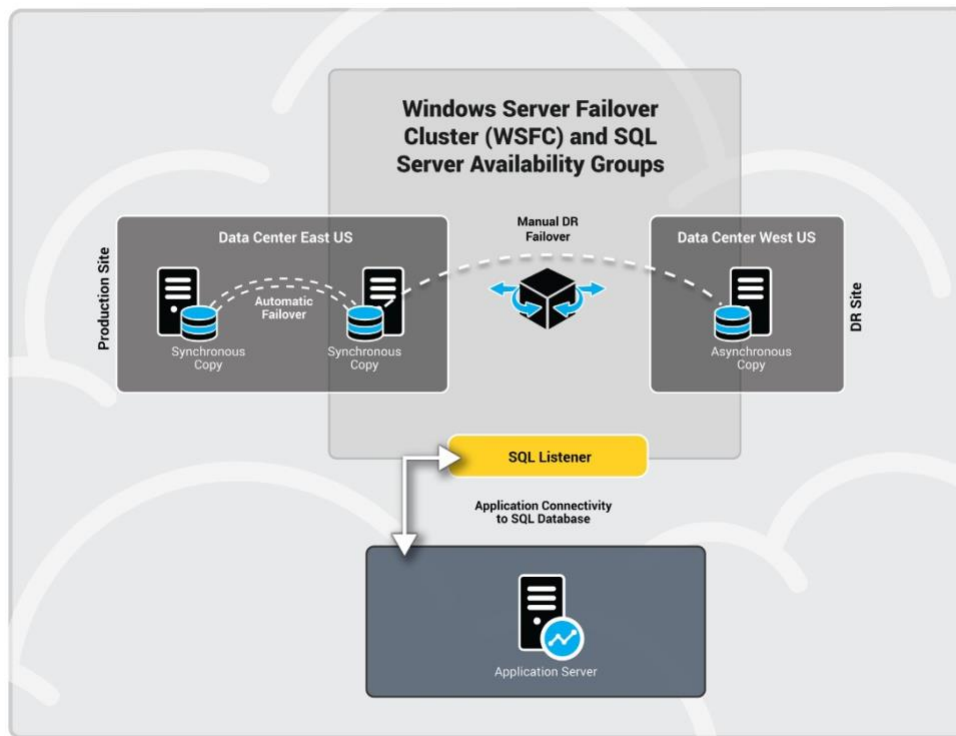 Windows Server Failover
Cluster (WSFC) and SQL
Server Availability Groups
Production Site
Data Center East US
Automatic
Failover
Synchronous
Copy
Synchronous
Copy
Manual DR
Failover
Data Center West US
Asynchronous
Copy
DR Site
SQL Listener
Application Connectivity
to SQL Database
Application Server